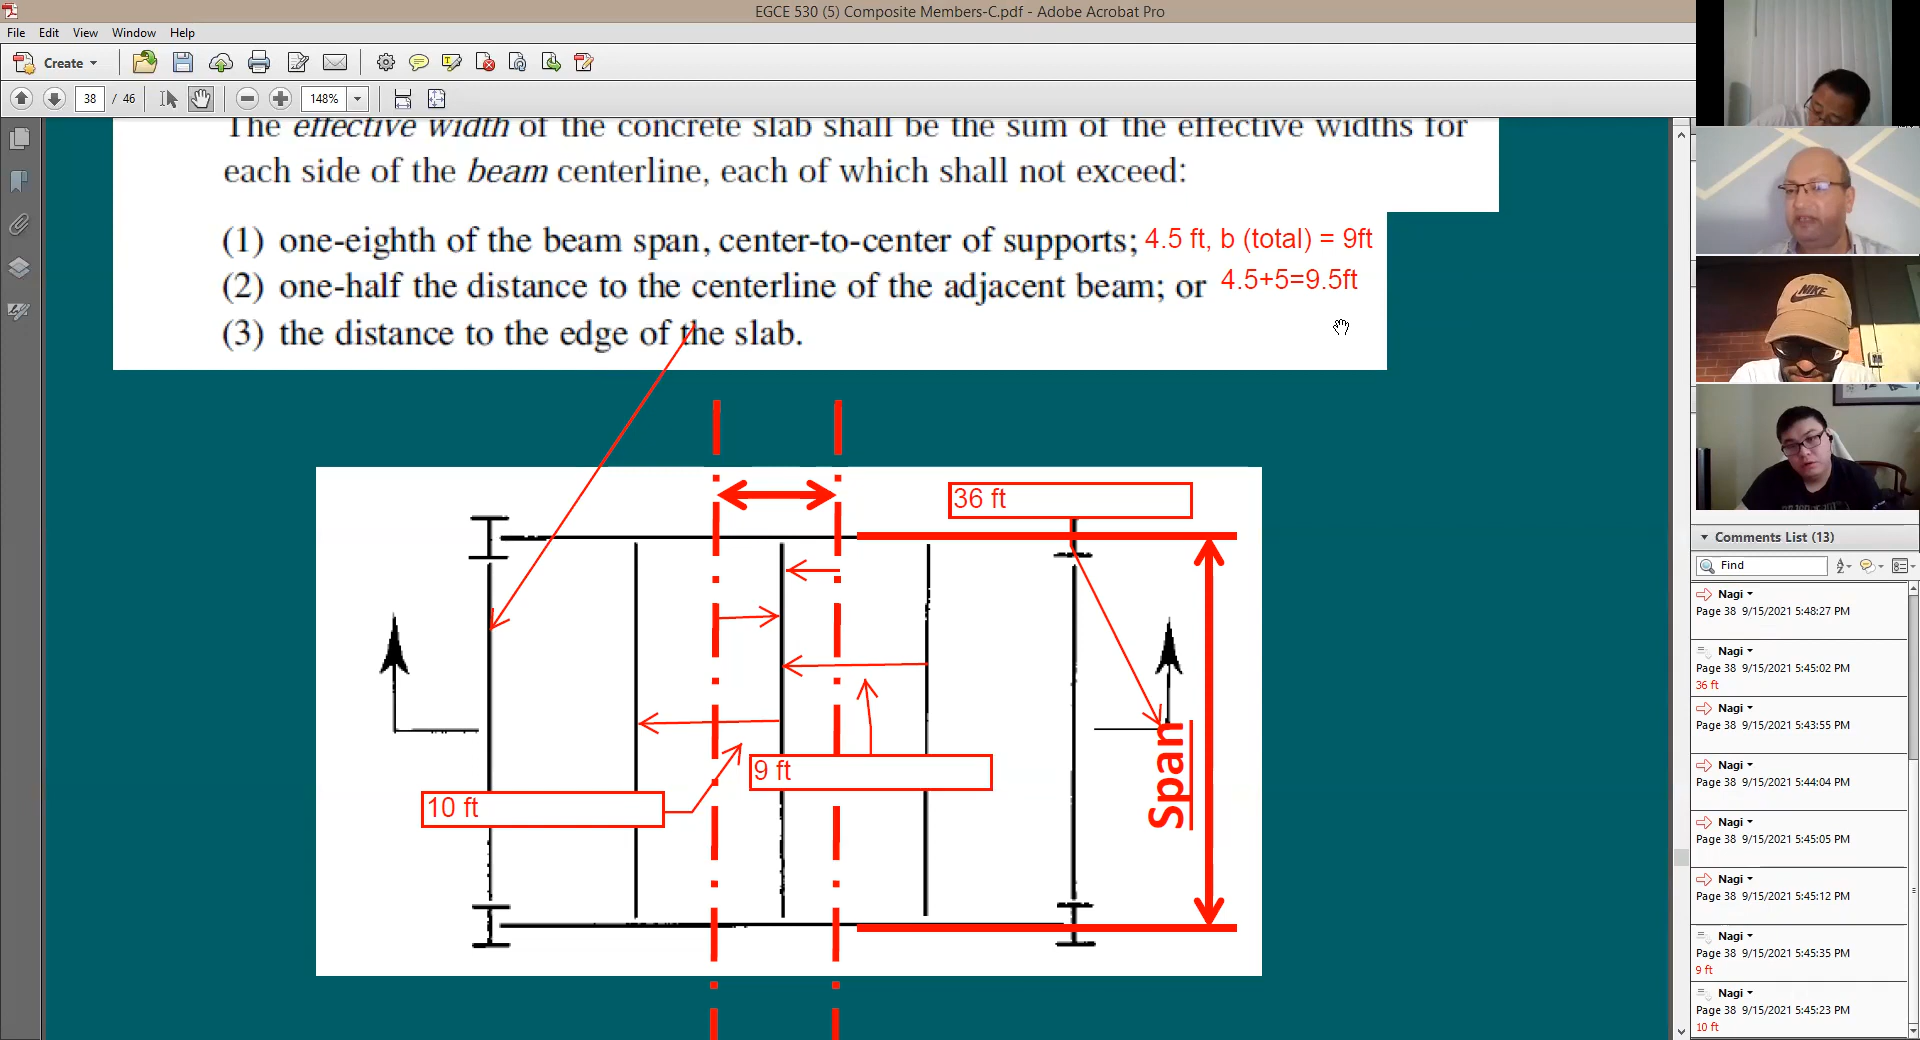 EGCE 530 (5) Composite Members-C.pdf - Adobe Acrobat Pro
File Edit View Window Help
Create
38 / 46 148%
The effective width of the concrete slab shall be the sum of the effective widths for
each side of the beam centerline, each of which shall not exceed:
(1) one-eighth of the beam span, center-to-center of supports; 4.5 ft, b (total) = 9ft
(2) one-half the distance to the centerline of the adjacent beam; or 4.5+5=9.5ft
(3) the distance to the edge of the slab.
36 ft
9 ft
10 ft
Span
NIKE
Comments List (13)
Find
Nagi
Page 38 9/15/2021 5:48:27 PM
Nagi
Page 38 9/15/2021 5:45:02 PM
36 ft
Nagi
Page 38 9/15/2021 5:43:55 PM
Nagi
Page 38 9/15/2021 5:44:04 PM
Nagi
Page 38 9/15/2021 5:45:05 PM
Nagi
Page 38 9/15/2021 5:45:12 PM
Nagi
Page 38 9/15/2021 5:45:35 PM
9 ft
Nagi
Page 38 9/15/2021 5:45:23 PM
10 ft